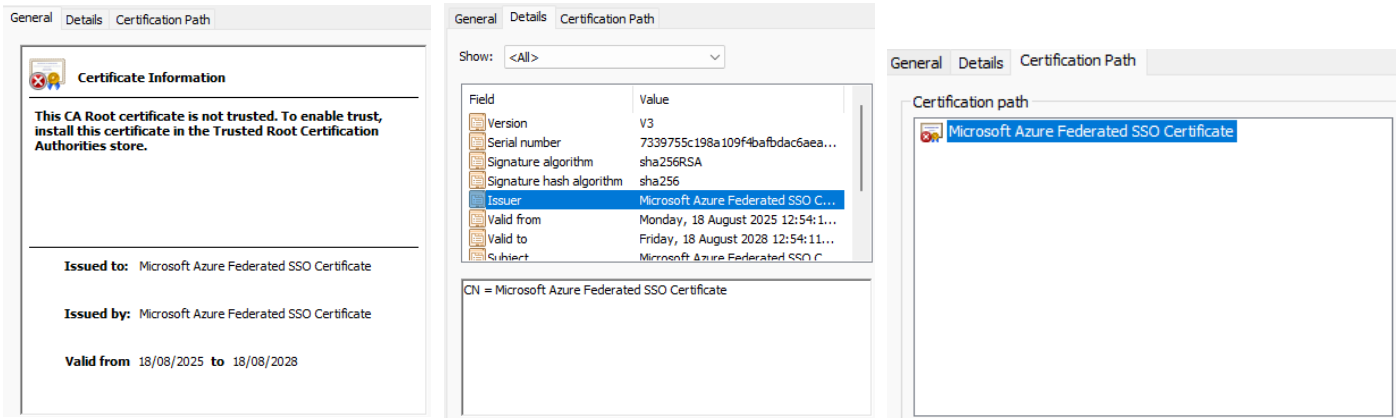 General Details Certification Path
Certificate Information
This CA Root certificate is not trusted. To enable trust,
install this certificate in the Trusted Root Certification
Authorities store.
Issued to: Microsoft Azure Federated SSO Certificate
Issued by: Microsoft Azure Federated SSO Certificate
Valid from 18/08/2025 to 18/08/2028
General Details Certification Path
Show: <All>
Field Value
Version V3
Serial number 7339755c198a109f4bafbdac6aea...
Signature algorithm sha256RSA
Signature hash algorithm sha256
Issuer Microsoft Azure Federated SSO C...
Valid from Monday, 18 August 2025 12:54:1...
Valid to Friday, 18 August 2028 12:54:11...
Subject Microsoft Azure Federated SSO C
CN = Microsoft Azure Federated SSO Certificate
General Details Certification Path
Certification path
Microsoft Azure Federated SSO Certificate